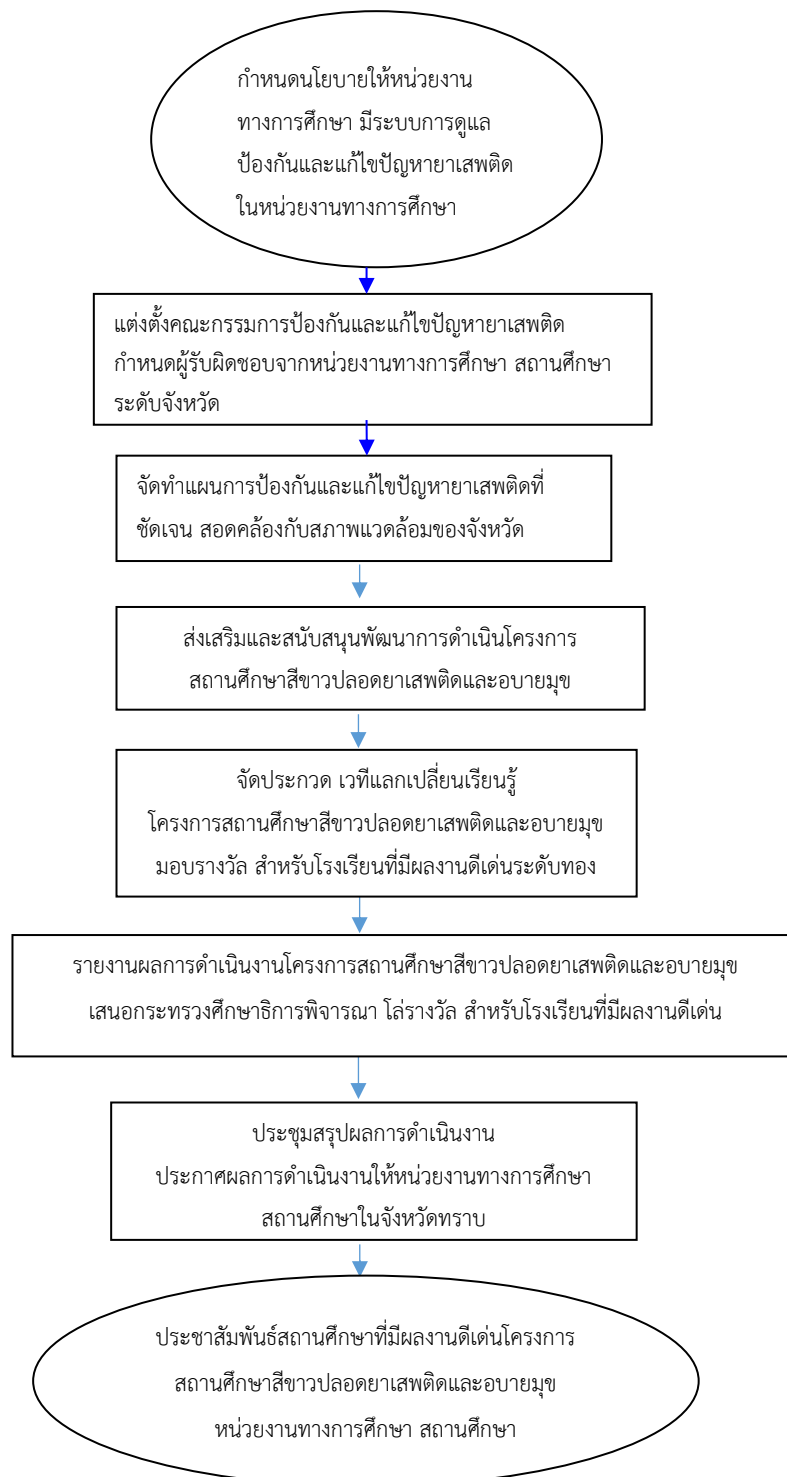 กำหนดนโยบายให้หน่วยงาน
ทางการศึกษา มีระบบการดูแล
ป้องกันและแก้ไขปัญหายาเสพติด
ในหน่วยงานทางการศึกษา
แต่งตั้งคณะกรรมการป้องกันและแก้ไขปัญหายาเสพติด
กำหนดผู้รับผิดชอบจากหน่วยงานทางการศึกษา สถานศึกษา
ระดับจังหวัด
จัดทำแผนการป้องกันและแก้ไขปัญหายาเสพติดที่
ชัดเจน สอดคล้องกับสภาพแวดล้อมของจังหวัด
ส่งเสริมและสนับสนุนพัฒนาการดำเนินโครงการ
สถานศึกษาสีขาวปลอดยาเสพติดและอบายมุข
จัดประกวด เวทีแลกเปลี่ยนเรียนรู้
โครงการสถานศึกษาสีขาวปลอดยาเสพติดและอบายมุข
มอบรางวัล สำหรับโรงเรียนที่มีผลงานดีเด่นระดับทอง
รายงานผลการดำเนินงานโครงการสถานศึกษาสีขาวปลอดยาเสพติดและอบายมุข
เสนอกระทรวงศึกษาธิการพิจารณา โล่รางวัล สำหรับโรงเรียนที่มีผลงานดีเด่น
ประชุมสรุปผลการดำเนินงาน
ประกาศผลการดำเนินงานให้หน่วยงานทางการศึกษา
สถานศึกษาในจังหวัดทราบ
ประชาสัมพันธ์สถานศึกษาที่มีผลงานดีเด่นโครงการ
สถานศึกษาสีขาวปลอดยาเสพติดและอบายมุข
หน่วยงานทางการศึกษา สถานศึกษา